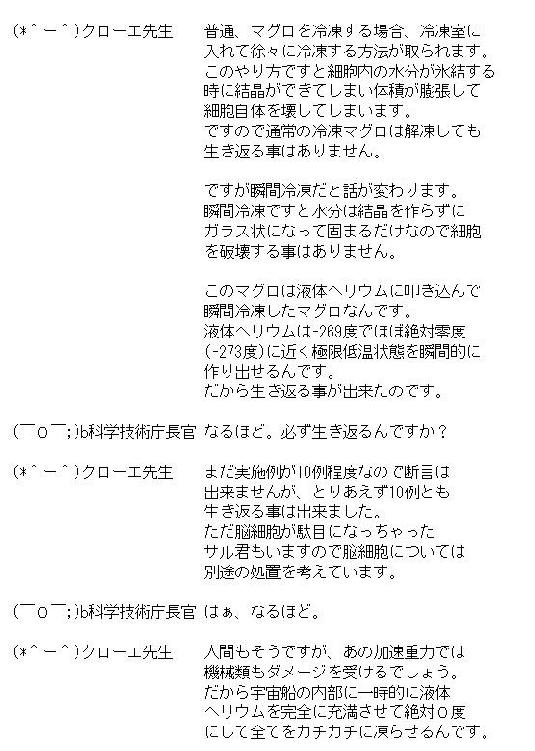 (*＾ー＾)クローエ先生 普通、マグロを冷凍する場合、冷凍室に
入れて徐々に冷凍する方法が取られます。
このやり方ですと細胞内の水分が氷結する
時に結晶ができてしまい体積が膨張して
細胞自体を壊してしまいます。
ですので通常の冷凍マグロは解凍しても
生き返る事はありません。
ですが瞬間冷凍だと話が変わります。
瞬間冷凍ですと水分は結晶を作らずに
ガラス状になって固まるだけなので細胞
を破壊する事はありません。
このマグロは液体ヘリウムに叩き込んで
瞬間冷凍したマグロなんです。
液体ヘリウムは-269度でほぼ絶対零度
(-273度)に近く極限低温状態を瞬間的に
作り出せるんです。
だから生き返る事が出来たのです。
(￣０￣;)b科学技術庁長官 なるほど。必ず生き返るんですか？
(*＾ー＾)クローエ先生 まだ実施例が10例程度なので断言は
出来ませんが、とりあえず10例とも
生き返る事は出来ました。
ただ脳細胞が駄目になっちゃった
サル君もいますので脳細胞については
別途の処置を考えています。
(￣０￣;)b科学技術庁長官 はぁ、なるほど。
(*＾ー＾)クローエ先生 人間もそうですが、あの加速重力では
機械類もダメージを受けるでしょう。
だから宇宙船の内部に一時的に液体
ヘリウムを完全に充満させて絶対０度
にして全てをカチカチに凍らせるんです。